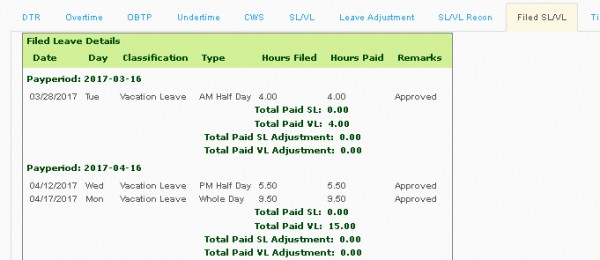 DTR Overtime OBTP Undertime CWS SL/VL Leave Adjustment SL/VL Recon Filed SL/VL
Filed Leave Details
Date Day Classification Type Hours Filed Hours Paid Remarks
Payperiod: 2017-03-16
03/28/2017 Tue Vacation Leave AM Half Day 4.00 4.00 Approved
Total Paid SL: 0.00
Total Paid VL: 4.00
Total Paid SL Adjustment: 0.00
Total Paid VL Adjustment: 0.00
Payperiod: 2017-04-16
04/12/2017 Wed Vacation Leave PM Half Day 5.50 5.50 Approved
04/17/2017 Mon Vacation Leave Whole Day 9.50 9.50 Approved
Total Paid SL: 0.00
Total Paid VL: 15.00
Total Paid SL Adjustment: 0.00
Total Paid VL Adjustment: 0.00